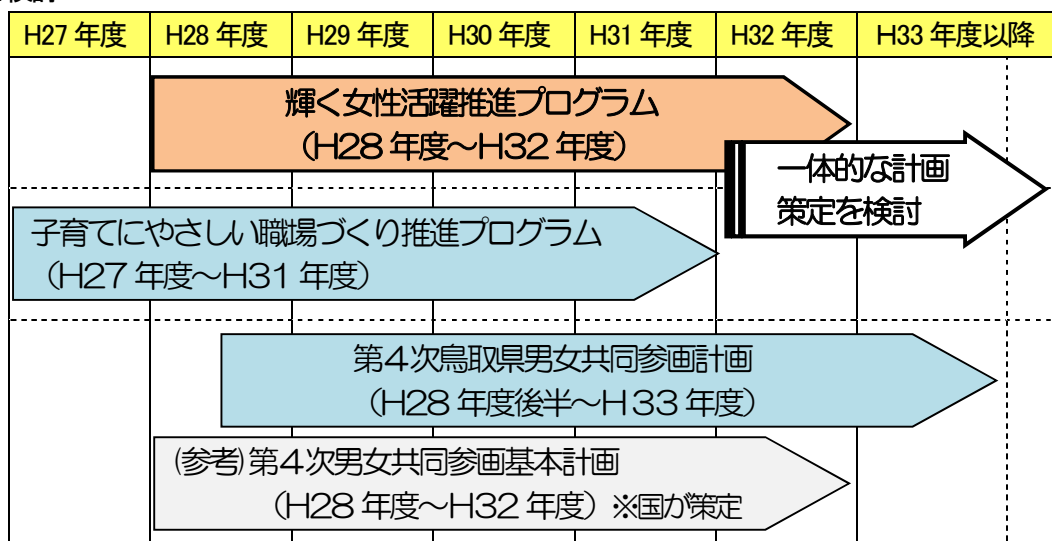 H27 年度 H28 年度 H29 年度 H30 年度 H31 年度 H32 年度 H33 年度以降
輝く女性活躍推進プログラム
（H28 年度～H32 年度）
一体的な計画
策定を検討
子育てにやさしい職場づくり推進プログラム
（H27 年度～H31 年度）
第４次鳥取県男女共同参画計画
（H28 年度後半～H33 年度）
(参考)第４次男女共同参画基本計画
（H28 年度～H32 年度）※国が策定